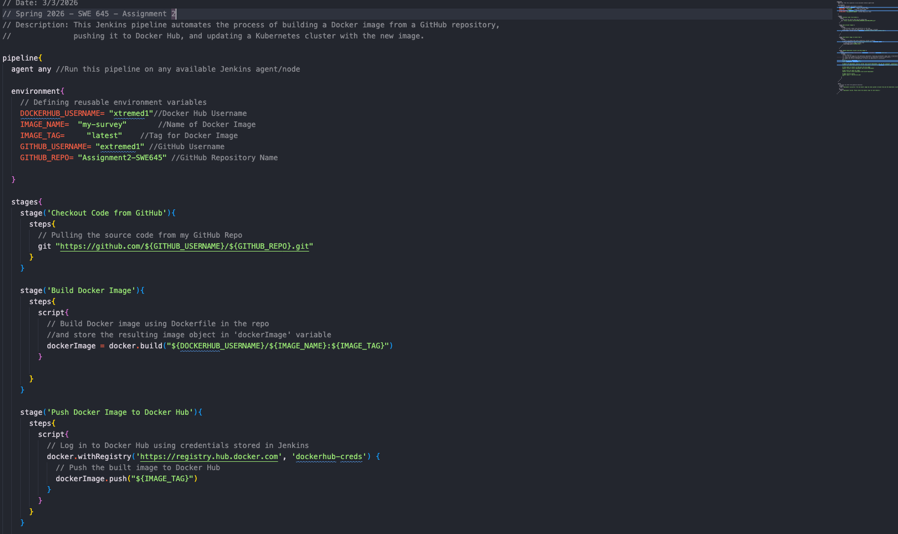 // Date: 3/3/2026
// Spring 2026 – SWE 645 – Assignment 2
// Description: This Jenkins pipeline automates the process of building a Docker image from a GitHub repository,
//              pushing it to Docker Hub, and updating a Kubernetes cluster with the new image.
pipeline{
  agent any //Run this pipeline on any available Jenkins agent/node
  environment{
    // Defining reusable environment variables
    DOCKERHUB_USERNAME= "xtremed1"//Docker Hub Username
    IMAGE_NAME=  "my-survey"       //Name of Docker Image
    IMAGE_TAG=     "latest"    //Tag for Docker Image
    GITHUB_USERNAME= "extremed1" //GitHub Username
    GITHUB_REPO= "Assignment2-SWE645" //GitHub Repository Name
  }
  stages{
    stage('Checkout Code from GitHub'){
      steps{
        // Pulling the source code from my GitHub Repo
        git "https://github.com/${GITHUB_USERNAME}/${GITHUB_REPO}.git"
      }
    }
    stage('Build Docker Image'){
      steps{
        script{
          // Build Docker image using Dockerfile in the repo
          //and store the resulting image object in 'dockerImage' variable
          dockerImage = docker.build("${DOCKERHUB_USERNAME}/${IMAGE_NAME}:${IMAGE_TAG}")
        }
      }
    }
    stage('Push Docker Image to Docker Hub'){
      steps{
        script{
          // Log in to Docker Hub using credentials stored in Jenkins
          docker.withRegistry('https://registry.hub.docker.com', 'dockerhub-creds') {
            // Push the built image to Docker Hub
            dockerImage.push("${IMAGE_TAG}")
          }
        }
      }
    }